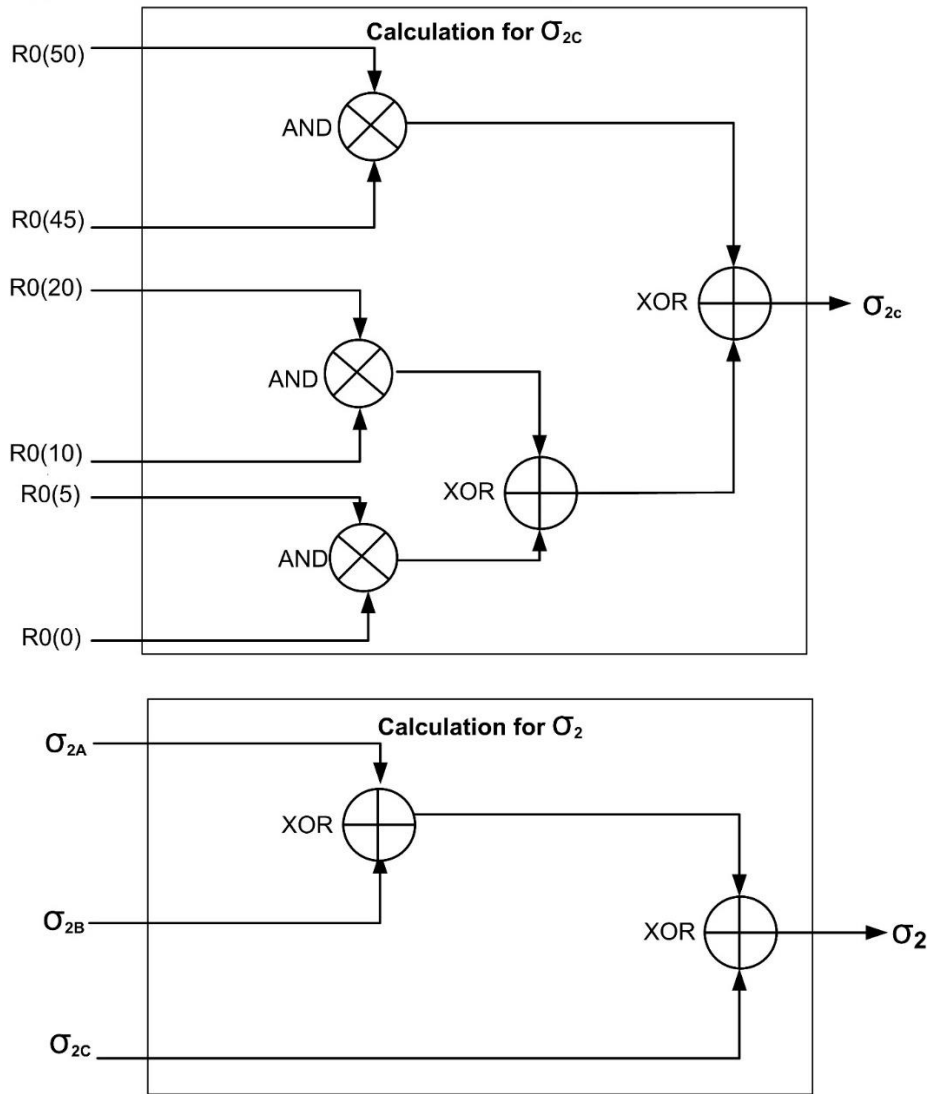 Calculation for σ2C
R0(50)
AND
R0(45)
R0(20)
XOR
σ2c
AND
R0(10)
R0(5)
XOR
AND
R0(0)
Calculation for σ2
σ2A
XOR
σ2B
XOR
σ2
σ2C